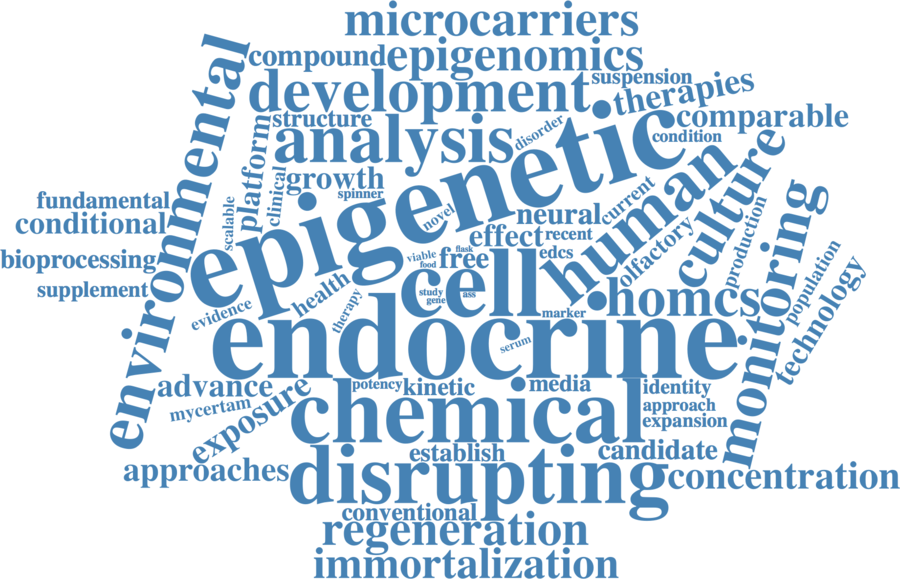 microcarriers
compound
epigenomics
suspension
development
therapies
structure
comparable
analysis
disorder
condition
environmental
platform
clinical
growth
spinner
epigenetic
human
culture
fundamental
conditional
scalable
novel
neural
current
effect
recent
olfactory
production
monitoring
bioprocessing
supplement
viable
food
free
flask
edcs
population
technology
evidence
health
therapy
cell
study
gene
ass
marker
homcs
endocrine
serum
advance
mycertam
exposure
potency
kinetic
media
identity
approach
expansion
chemical
establish
candidate
approaches
disrupting
concentration
conventional
regeneration
immortalization